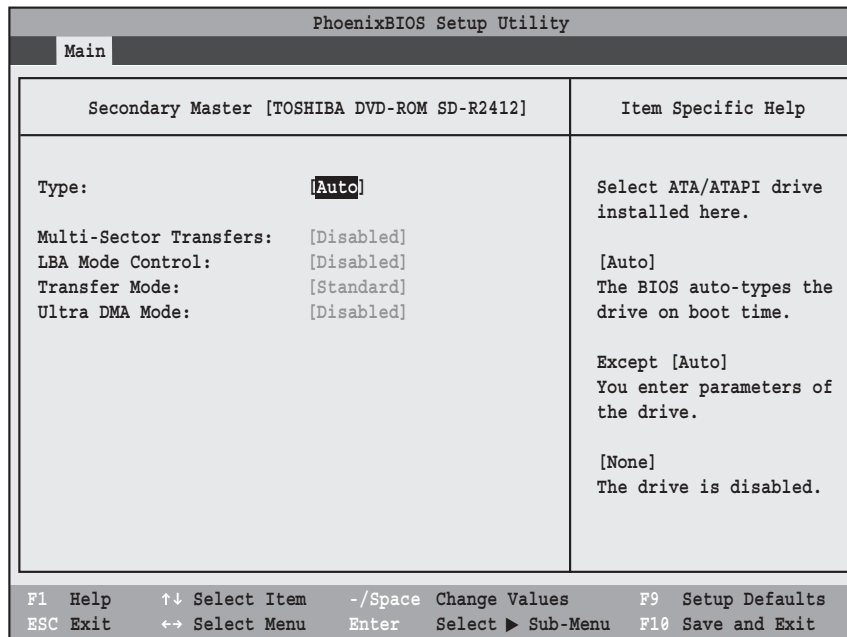 PhoenixBIOS Setup Utility
Main
Secondary Master [TOSHIBA DVD-ROM SD-R2412]
Item Specific Help
Type: [Auto]
Multi-Sector Transfers: [Disabled]
LBA Mode Control: [Disabled]
Transfer Mode: [Standard]
Ultra DMA Mode: [Disabled]
Select ATA/ATAPI drive
installed here.
[Auto]
The BIOS auto-types the
drive on boot time.
Except [Auto]
You enter parameters of
the drive.
[None]
The drive is disabled.
F1 Help ↑↓ Select Item -/Space Change Values F9 Setup Defaults
ESC Exit ←→ Select Menu Enter Select ▶ Sub-Menu F10 Save and Exit